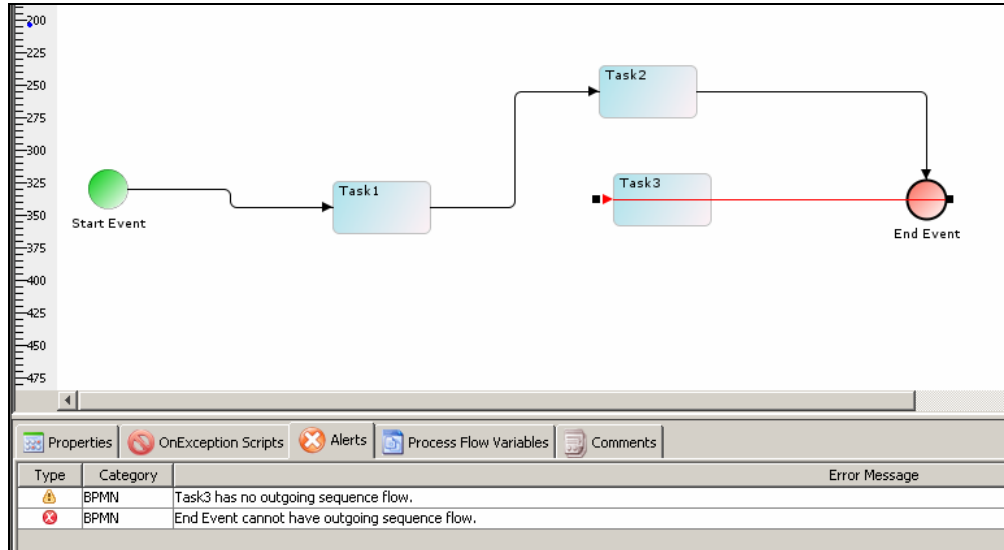 200
225
250
275
300
325
350
375
400
425
450
475
Task2
Task1
Task3
Start Event
End Event
Properties OnException Scripts Alerts Process Flow Variables Comments
Type Category Error Message
BPMN Task3 has no outgoing sequence flow.
BPMN End Event cannot have outgoing sequence flow.